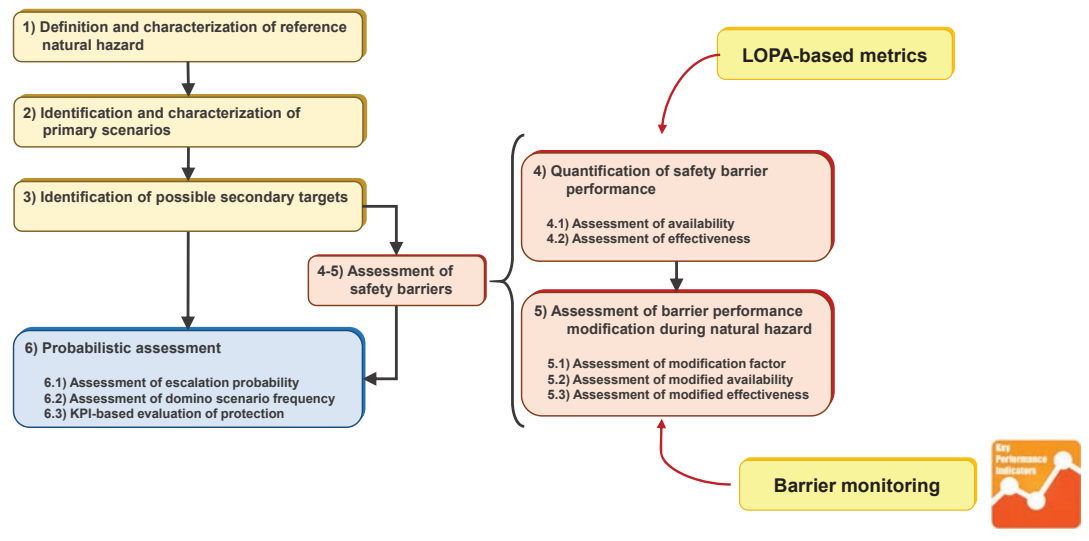 1) Definition and characterization of reference
natural hazard
2) Identification and characterization of
primary scenarios
3) Identification of possible secondary targets
4-5) Assessment of
safety barriers
6) Probabilistic assessment
6.1) Assessment of escalation probability
6.2) Assessment of domino scenario frequency
6.3) KPI-based evaluation of protection
LOPA-based metrics
4) Quantification of safety barrier
performance
4.1) Assessment of availability
4.2) Assessment of effectiveness
5) Assessment of barrier performance
modification during natural hazard
5.1) Assessment of modification factor
5.2) Assessment of modified availability
5.3) Assessment of modified effectiveness
Barrier monitoring
Key
Performance
Indicators